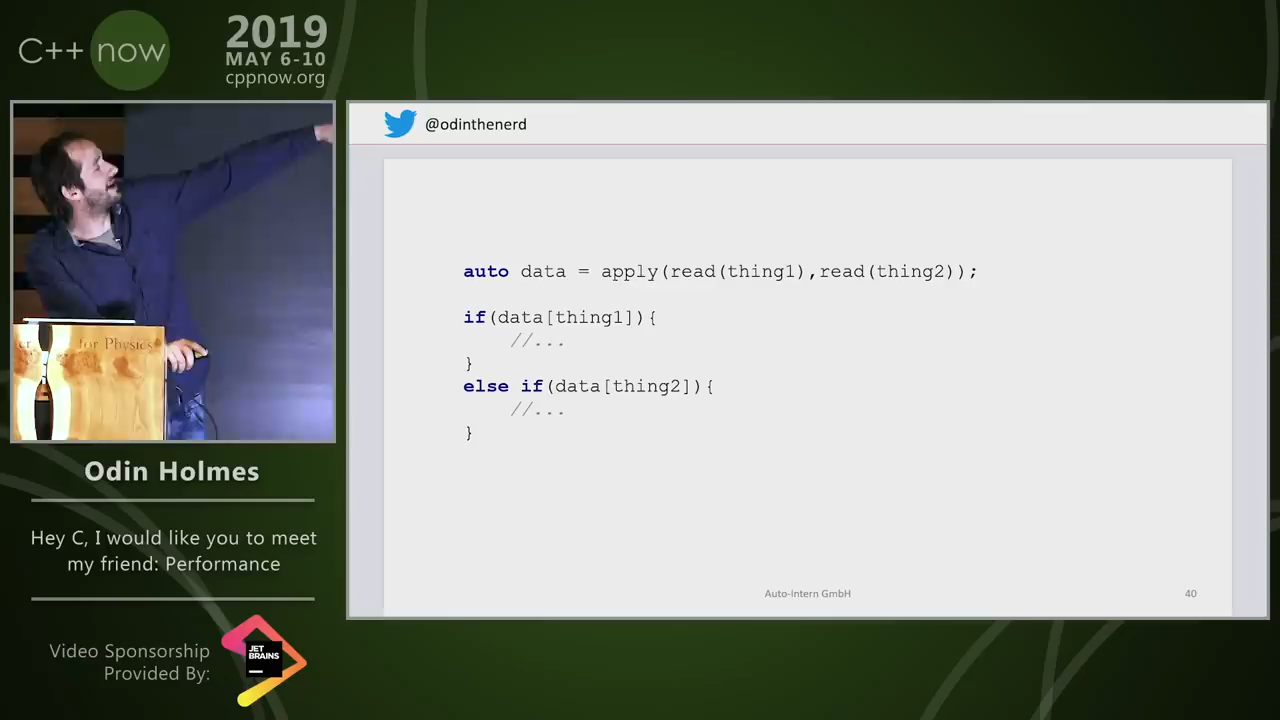 C++ now
2019
MAY 6-10
cppnow.org
@odinthenerd
auto data = apply(read(thing1),read(thing2));
if(data[thing1]){
//...
}
else if(data[thing2]){
//...
}
Auto-Intern GmbH
40
for Physics
Odin Holmes
Hey C, I would like you to meet
my friend: Performance
Video Sponsorship
Provided By:
JET
BRAINS